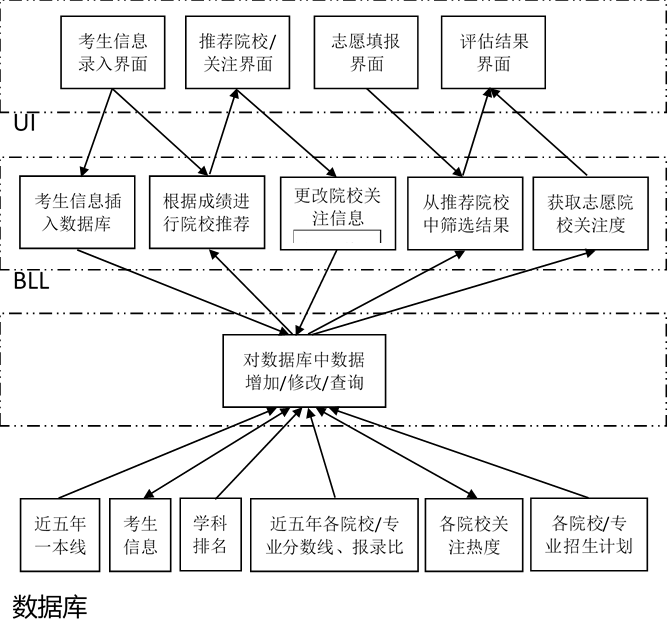 考生信息
录入界面
推荐院校/
关注界面
志愿填报
界面
评估结果
界面
UI
考生信息插
入数据库
根据成绩进
行院校推荐
更改院校关
注信息
从推荐院校
中筛选结果
获取志愿院
校关注度
BLL
对数据库中数据
增加/修改/查询
近五年
一本线
考生
信息
学科
排名
近五年各院校/专
业分数线、报录比
各院校关
注热度
各院校/专
业招生计划
数据库